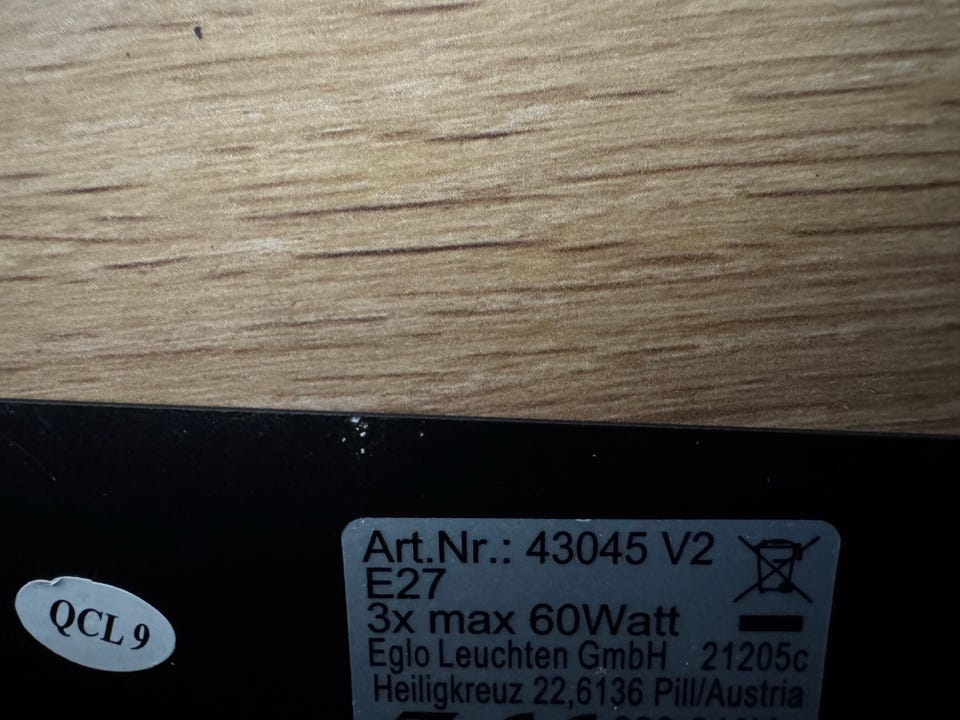 Art.Nr.: 43045 V2
E27
3x max 60Watt
Eglo Leuchten GmbH 21205c
Heiligkreuz 22,6136 Pill/Austria
QCL 9